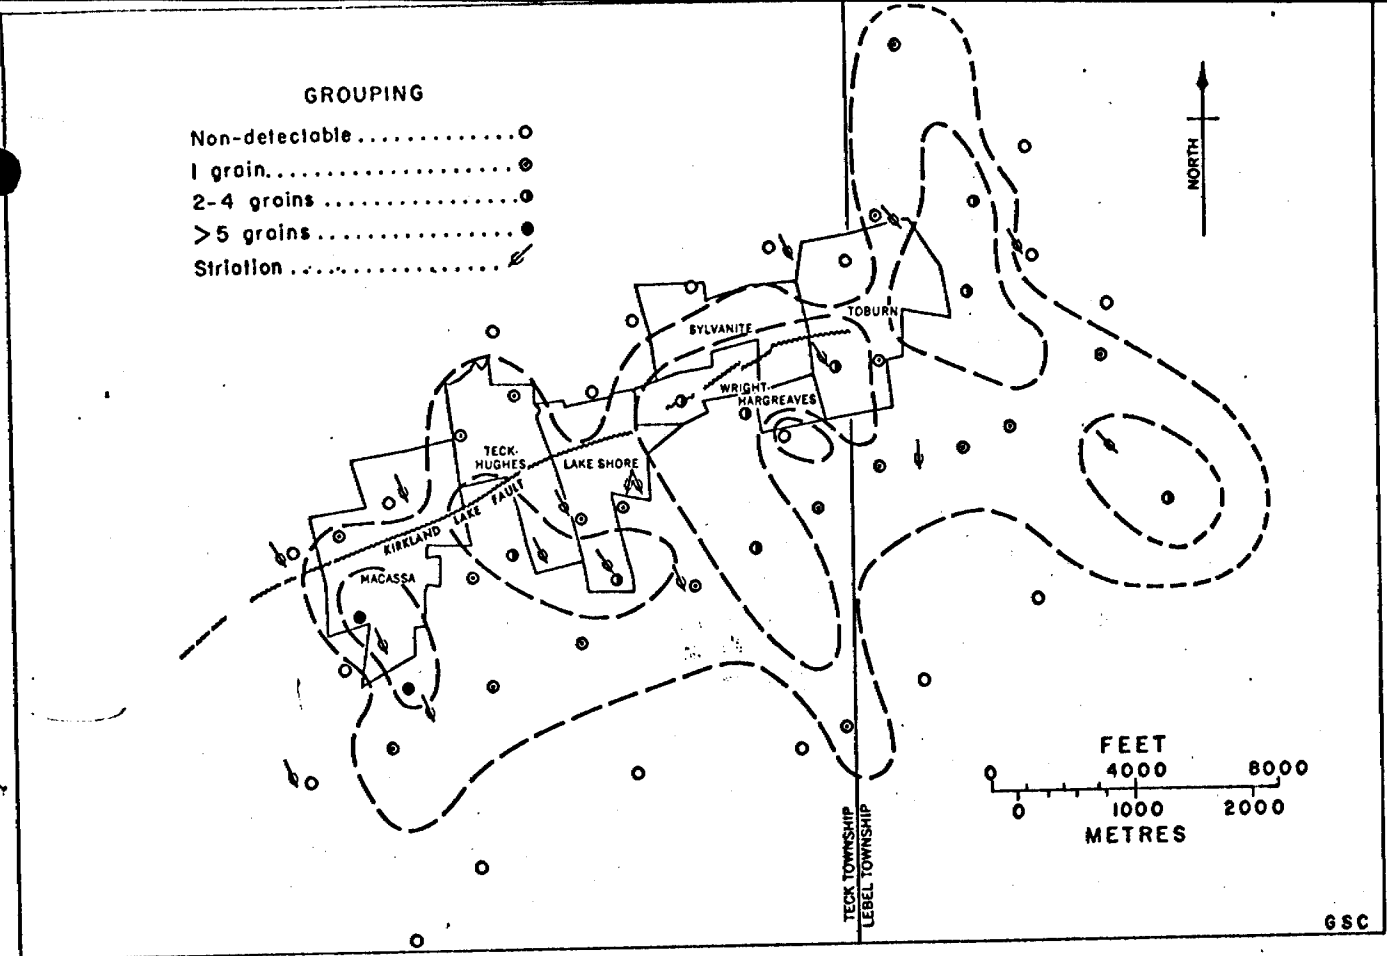 GROUPING
Non-detectable..............
1 grain...................
2-4 grains ................
>5 grains.................
Striation ..................
NORTH
TOBURN
SYLVANITE
WRIGHT-
HARGREAVES
TECK-
HUGHES
LAKE SHORE
KIRKLAND LAKE FAULT
MACASSA
FEET
0 4000 8000
0 1000 2000
METRES
TECK TOWNSHIP
LEBEL TOWNSHIP
GSC